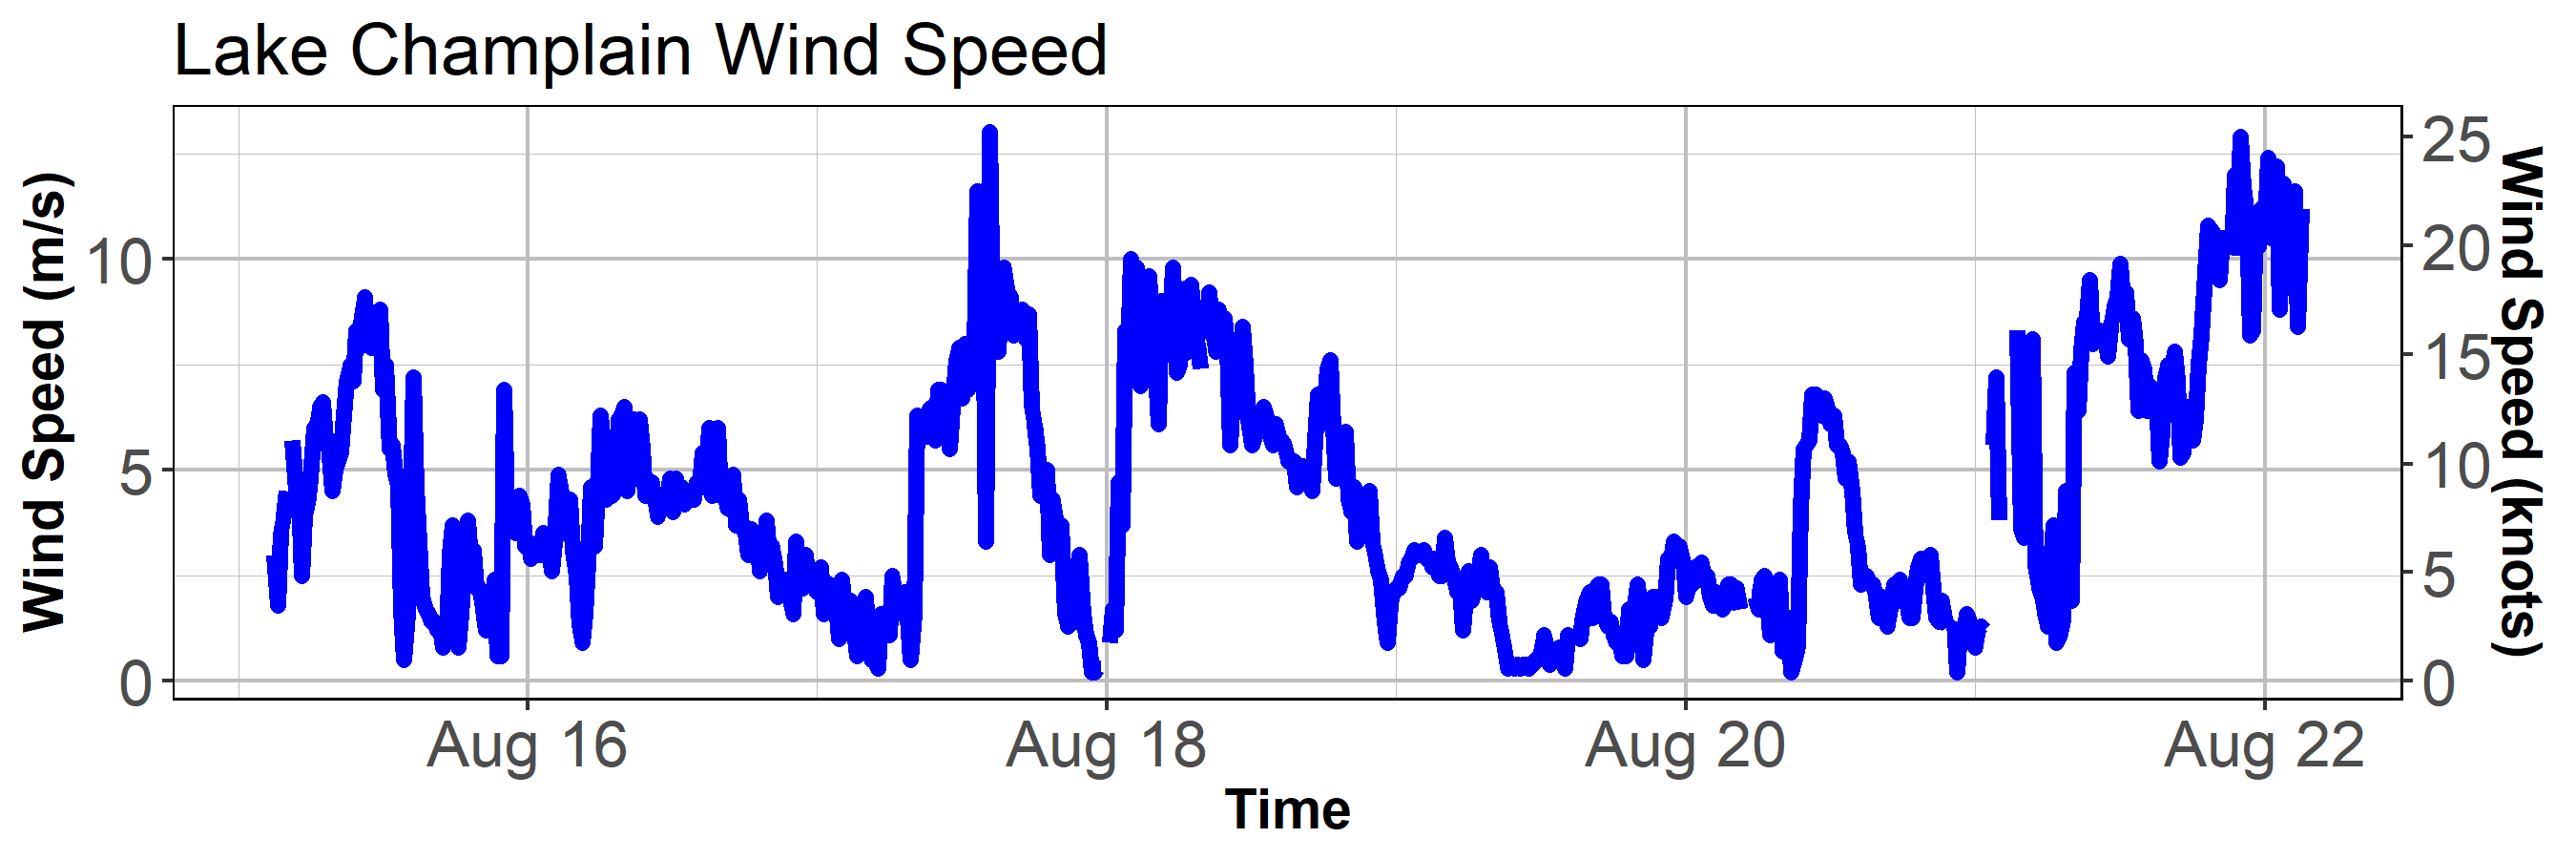 Lake Champlain Wind Speed
Wind Speed (m/s)
10
5
0
25
20
15
10
5
0
Wind Speed (knots)
Aug 16
Aug 18
Aug 20
Aug 22
Time